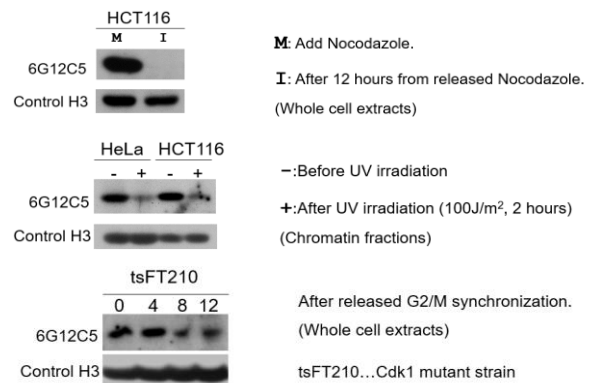 HCT116
M I
6G12C5
Control H3
M: Add Nocodazole.
I: After 12 hours from released Nocodazole.
(Whole cell extracts)
HeLa HCT116
- + - +
6G12C5
Control H3
−:Before UV irradiation
+:After UV irradiation (100J/m², 2 hours)
(Chromatin fractions)
tsFT210
0 4 8 12
6G12C5
Control H3
After released G2/M synchronization.
(Whole cell extracts)
tsFT210...Cdk1 mutant strain